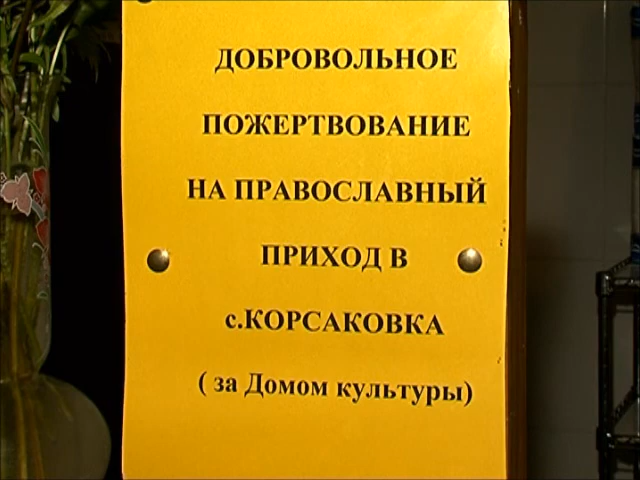 ДОБРОВОЛЬНОЕ
ПОЖЕРТВОВАНИЕ
НА ПРАВОСЛАВНЫЙ
ПРИХОД В
с.КОРСАКОВКА
( за Домом культуры)